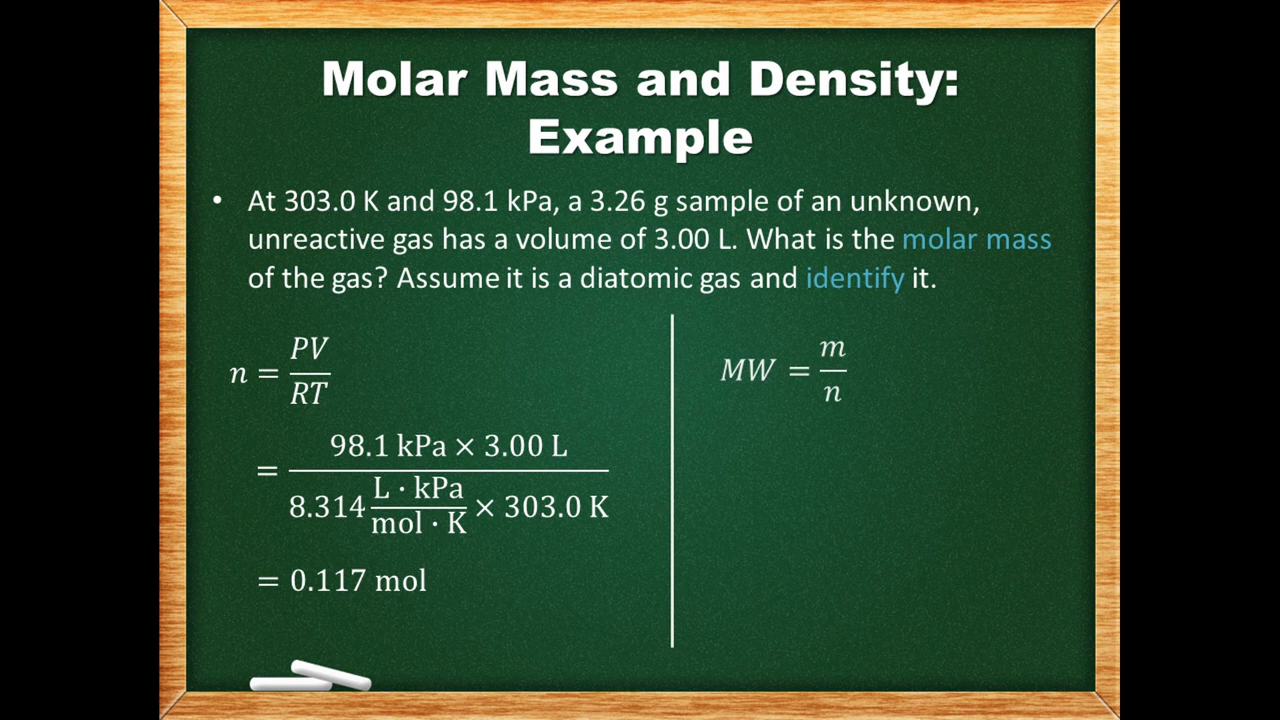 Molar Mass and Density:
Example
• At 303.0 K and 98.1 kPa, a 3.26 g sample of an unknown,
unreactive gas has a volume of 3.00 L. What is the molar mass
of the gas? Assume it is a diatomic gas and identify it.
n = PV/RT
= 98.1 kPa × 3.00 L / 8.314 L · kPa/mol · K × 303.0 K
= 0.117 mol
MW = m/n